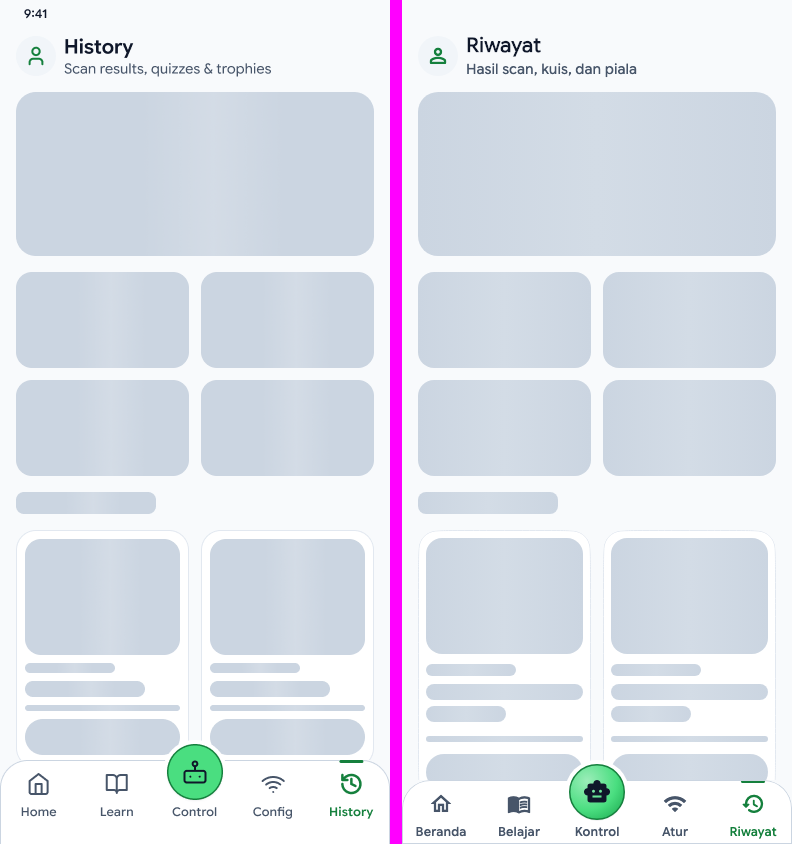 9:41
History
Scan results, quizzes & trophies
Home
Learn
Control
Config
History
Riwayat
Hasil scan, kuis, dan piala
Beranda
Belajar
Kontrol
Atur
Riwayat